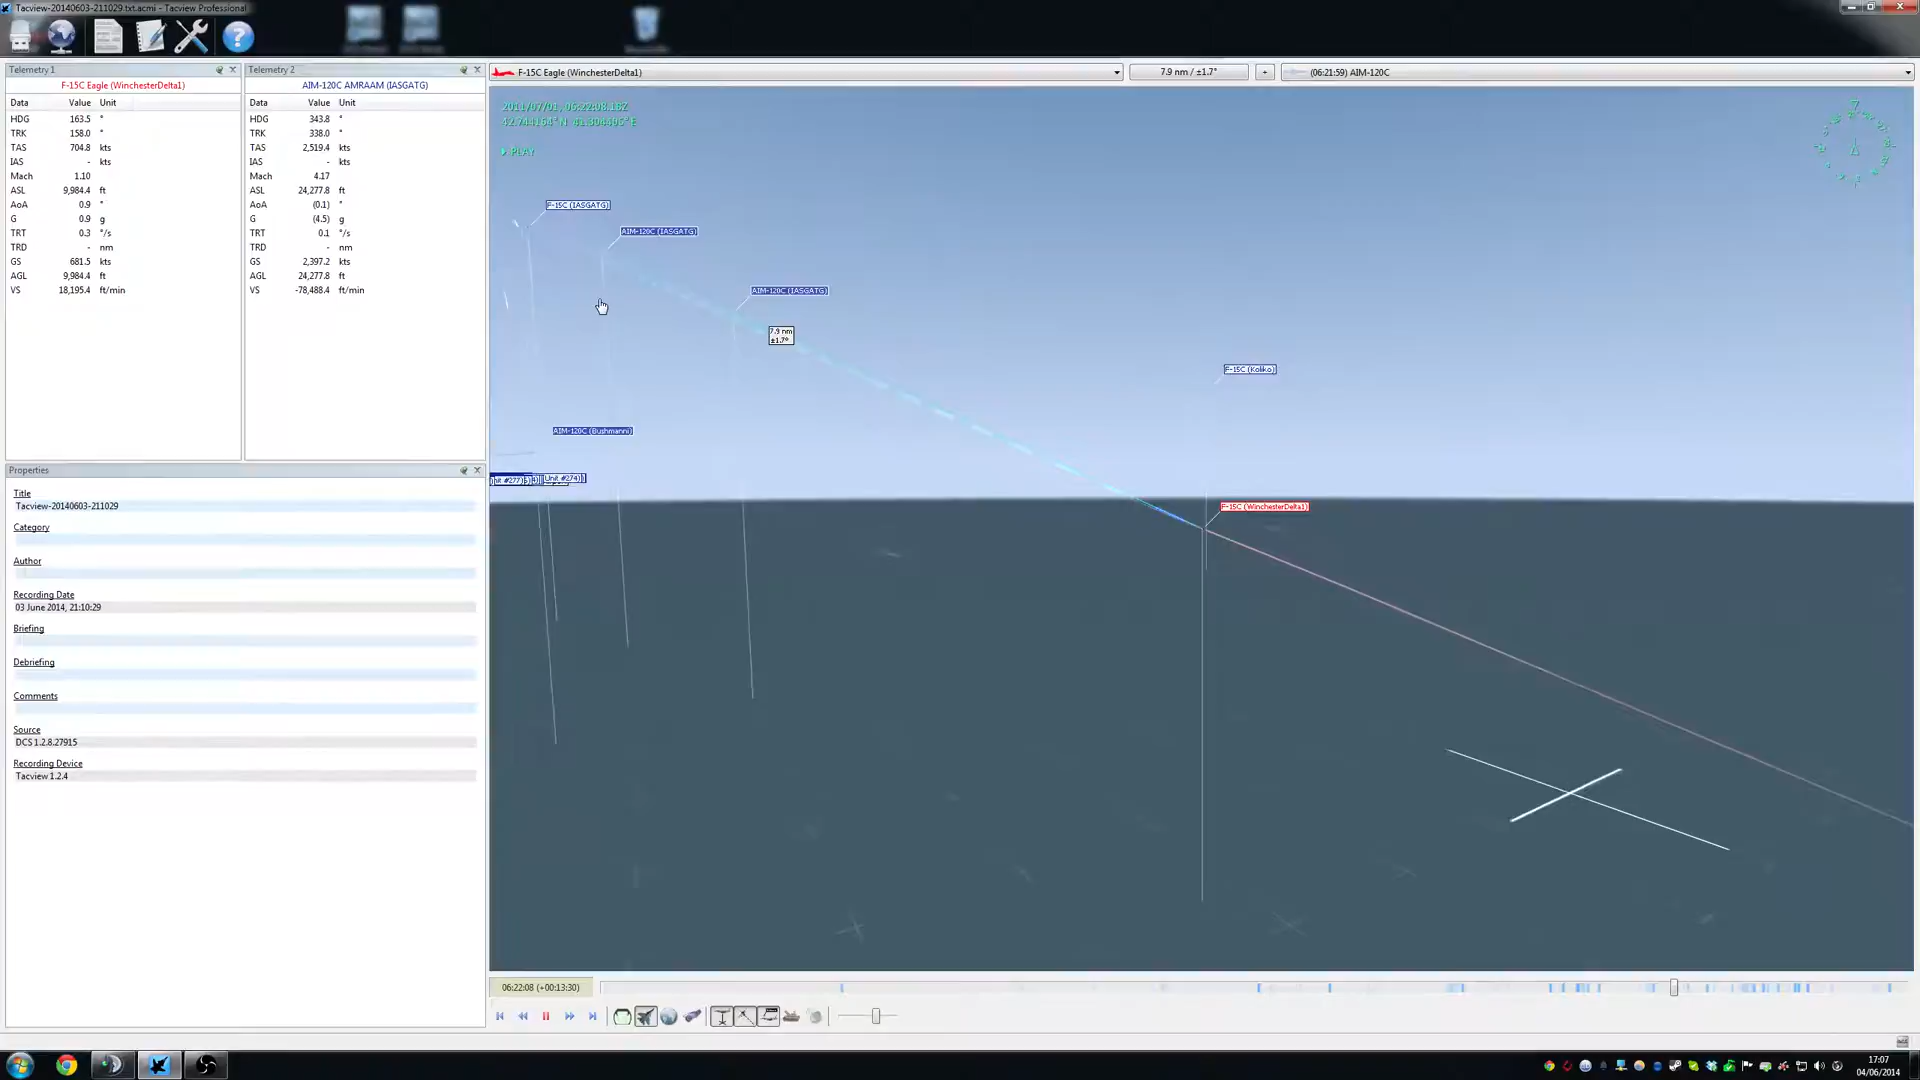 Tacview-20140603-211029 txt.acmi - Tacview Professional
Telemetry 1
F-15C Eagle (WinchesterDelta1)
Data Value Unit
HDG 163.5 °
TRK 158.0 °
TAS 704.8 kts
IAS - kts
Mach 1.10
ASL 9,984.4 ft
AoA 0.9 °
G 0.9 g
TRT 0.3 °/s
TRD - nm
GS 681.5 kts
AGL 9,984.4 ft
VS 18,195.4 ft/min
Telemetry 2
AIM-120C AMRAAM (IASGATG)
Data Value Unit
HDG 343.8 °
TRK 338.0 °
TAS 2,519.4 kts
IAS - kts
Mach 4.17
ASL 24,277.8 ft
AoA (0.1) °
G (4.5) g
TRT 0.1 °/s
TRD - nm
GS 2,397.2 kts
AGL 24,277.8 ft
VS -78,488.4 ft/min
Properties
Title
Tacview-20140603-211029
Category
Author
Recording Date
03 June 2014, 21:10:29
Briefing
Debriefing
Comments
Source
DCS 1.2.8.27915
Recording Device
Tacview 1.2.4
F-15C Eagle (WinchesterDelta1)
7.9 nm / ±1.7°
+
(06:21:59) AIM-120C
2011/07/01, 06:22:08.18Z
PLAY
F-15C (IASGATG)
AIM-120C (IASGATG)
AIM-120C (IASGATG)
7.9 nm
±1.7°
F-15C (Koliko)
AIM-120C (Bushmanni)
Unit #274)
F-15C (WinchesterDelta1)
06:22:08 (+00:13:30)
17:07
04/06/2014